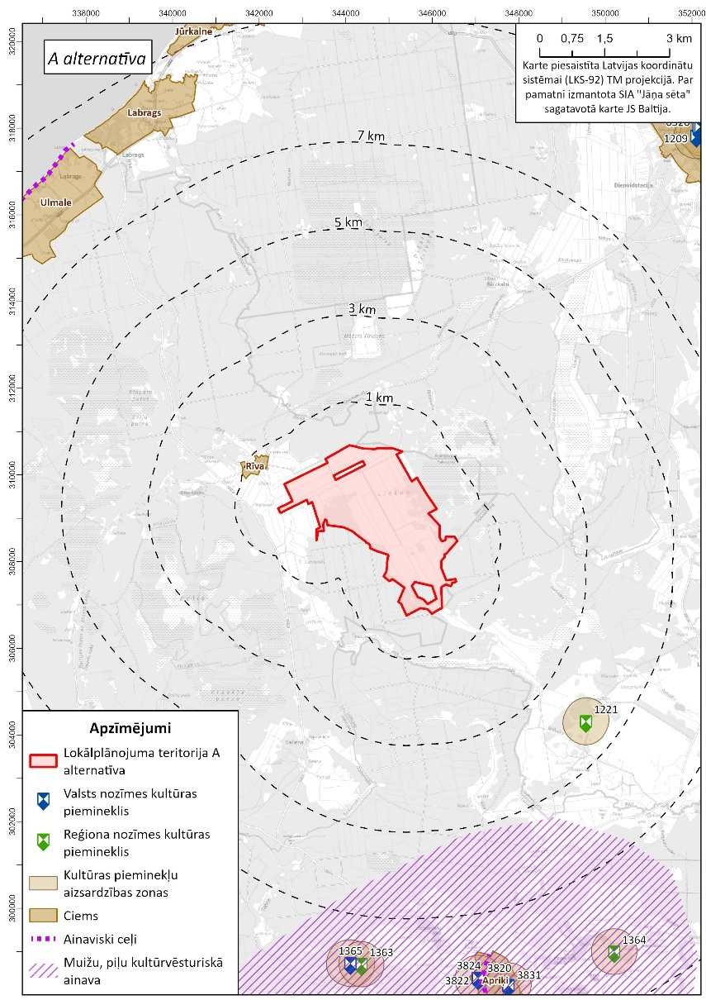 340000
342000
344000
346000
348000
350000
352000
320000
318000
316000
314000
312000
310000
308000
306000
304000
302000
300000
A alternatīva
0 0,75 1,5 3 km
Karte piesaistīta Latvijas koordinātu
sistēmai (LKS-92) TM projekcijā. Par
pamatni izmantota SIA "Jāņa sēta"
sagatavotā karte JS Baltija.
Jūrkalne
Labrags
Labrags
Labrags
Ulmale
1209
Dienvidstacija
7 km
5 km
3 km
1 km
Bērzkalni
Rīva
1221
Apzīmējumi
Lokālplānojuma teritorija A
alternatīva
Valsts nozīmes kultūras
piemineklis
Reģiona nozīmes kultūras
piemineklis
Kultūras pieminekļu
aizsardzības zonas
Ciems
Ainaviski ceļi
Muižu, piļu kultūrvēsturiskā
ainava
1365
1363
3824
3820
3822
3831
Apriķi
1364